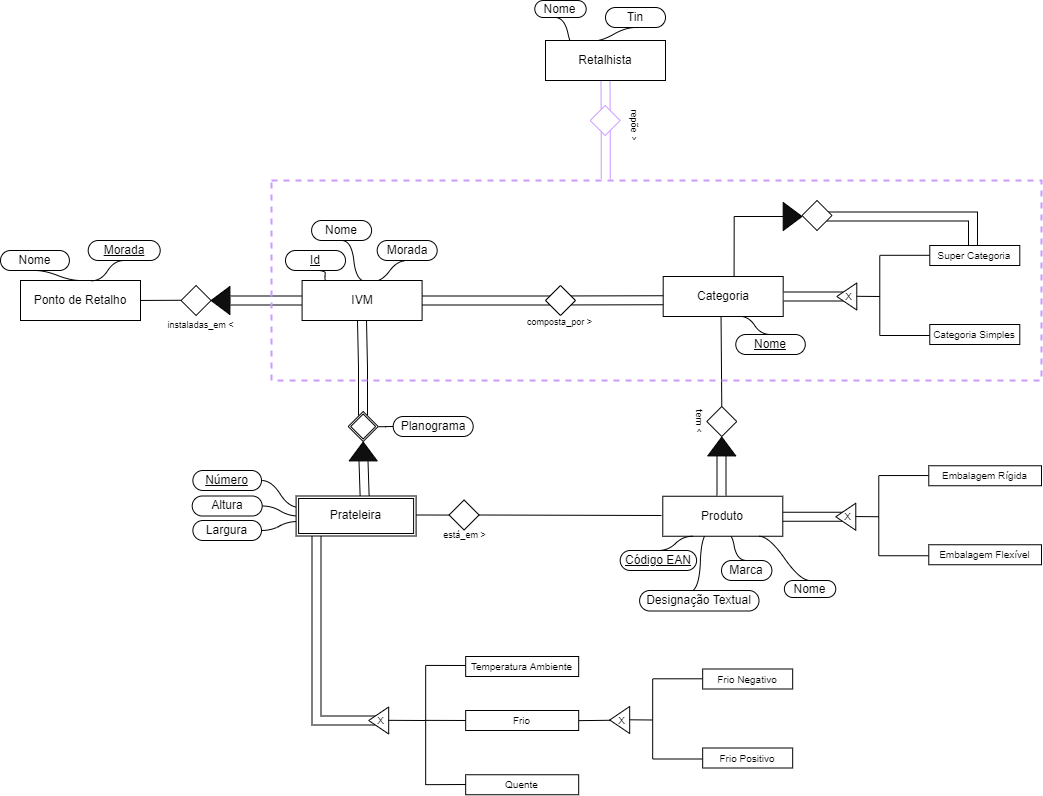 Nome
Tin
Retalhista
repõe >
Nome
Morada
Ponto de Retalho
instaladas_em <
Nome
Id
Morada
IVM
composta_por >
Categoria
Nome
Super Categoria
X
Categoria Simples
Planograma
tem <
Número
Altura
Largura
Prateleira
está_em >
Produto
Código EAN
Marca
Designação Textual
Nome
X
Embalagem Rígida
Embalagem Flexível
X
Temperatura Ambiente
Frio
Quente
X
Frio Negativo
Frio Positivo